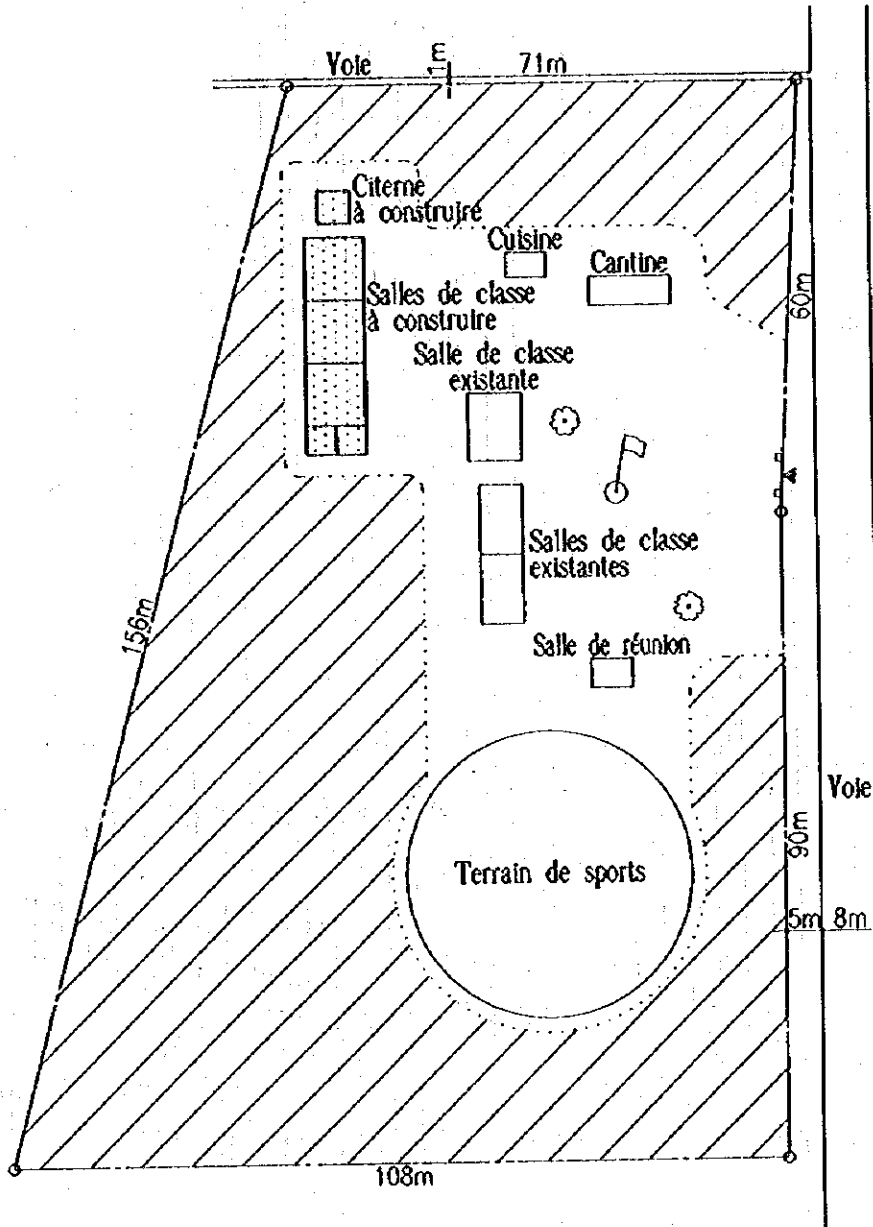 Voie
1m
71m
Citerne
à construire
Cuisine
Cantine
60m
Salles de classe
à construire
Salle de classe
existante
Salles de classe
existantes
156m
Salle de réunion
Voie
90m
Terrain de sports
5m 8m
108m